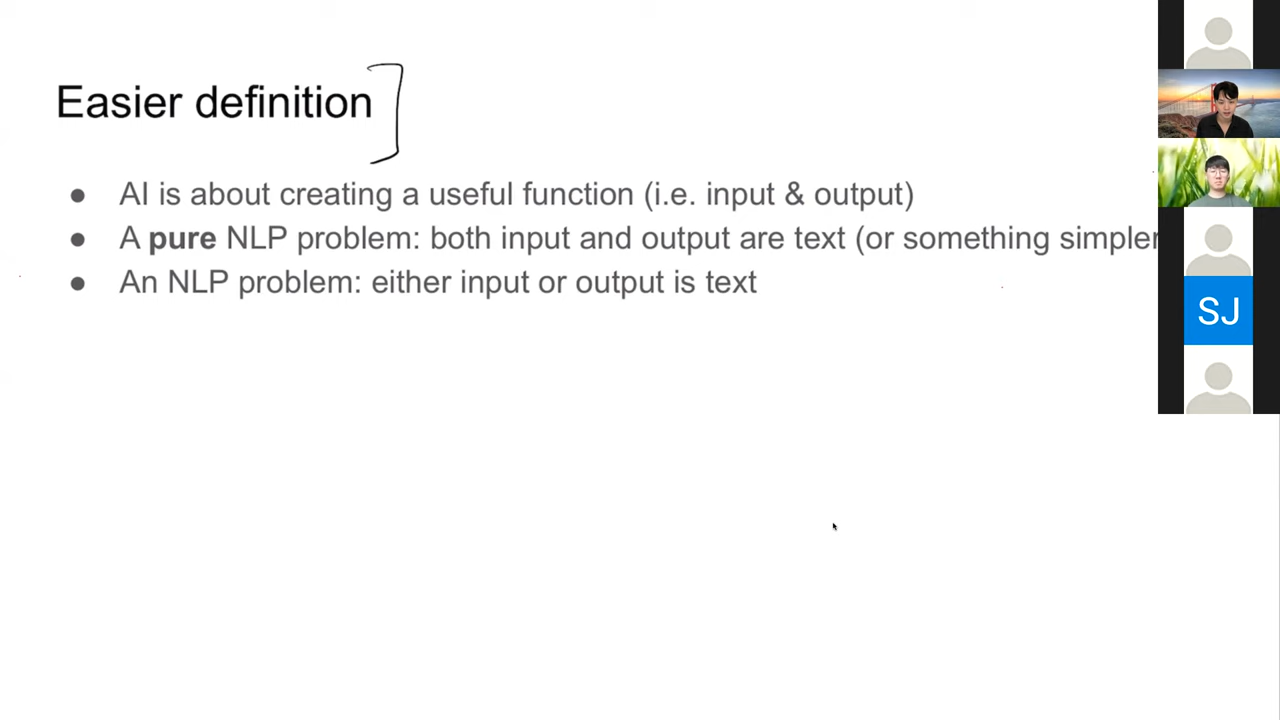 Easier definition
● AI is about creating a useful function (i.e. input & output)
● A pure NLP problem: both input and output are text (or something simpler
● An NLP problem: either input or output is text
SJ